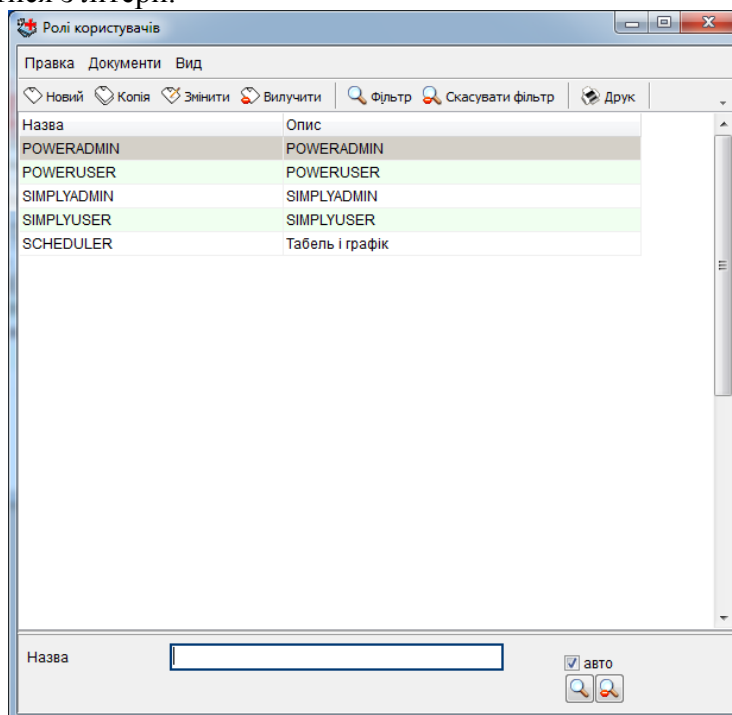 Ролі користувачів
Правка Документи Вид
Новий Копія Змінити Вилучити Фільтр Скасувати фільтр Друк
Назва Опис
POWERADMIN POWERADMIN
POWERUSER POWERUSER
SIMPLYADMIN SIMPLYADMIN
SIMPLYUSER SIMPLYUSER
SCHEDULER Табель і графік
Назва
авто